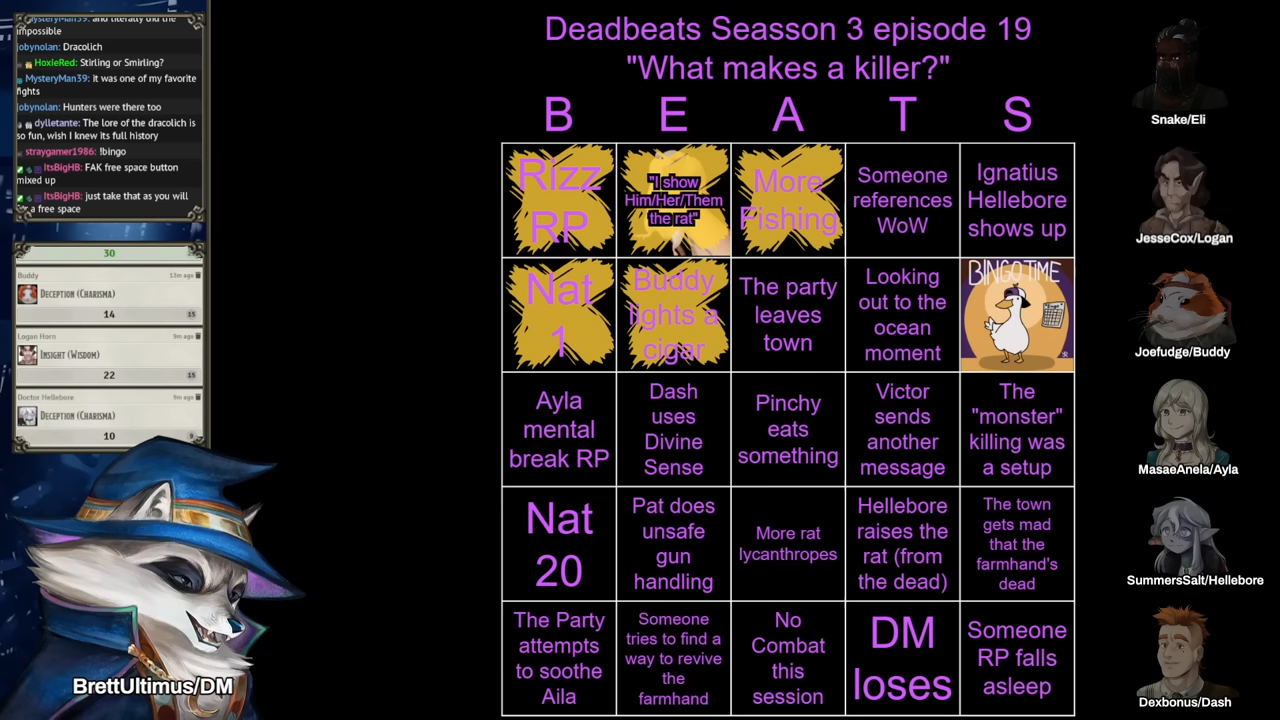 MysteryMan39: and literally did the
impossible
jobynolan: Dracolich
HoxieRed: Stirling or Smirling?
MysteryMan39: it was one of my favorite
fights
jobynolan: Hunters were there too
dylletante: The lore of the dracolich is
so fun, wish I knew its full history
straygamer1986: !bingo
ItsBigHB: FAK free space button
mixed up
ItsBigHB: just take that as you will
a free space
30
Buddy
13m ago
Deception (Charisma)
14
15
Logan Horn
9m ago
Insight (Wisdom)
22
15
Doctor Hellebore
9m ago
Deception (Charisma)
10
9
BrettUltimus/DM
Deadbeats Seasson 3 episode 19
"What makes a killer?"
B E A T S
Rizz
RP
"I show
Him/Her/Them
the rat"
More
Fishing
Someone
references
WoW
Ignatius
Hellebore
shows up
Nat
1
Buddy
lights a
cigar
The party
leaves
town
Looking
out to the
ocean
moment
BINGO TIME
Ayla
mental
break RP
Dash
uses
Divine
Sense
Pinchy
eats
something
Victor
sends
another
message
The
"monster"
killing was
a setup
Nat
20
Pat does
unsafe
gun
handling
More rat
lycanthropes
Hellebore
raises the
rat (from
the dead)
The town
gets mad
that the
farmhand's
dead
The Party
attempts
to soothe
Aila
Someone
tries to find a
way to revive
the
farmhand
No
Combat
this
session
DM
loses
Someone
RP falls
asleep
Snake/Eli
JesseCox/Logan
Joefudge/Buddy
MasaeAnela/Ayla
SummersSalt/Hellebore
Dexbonus/Dash